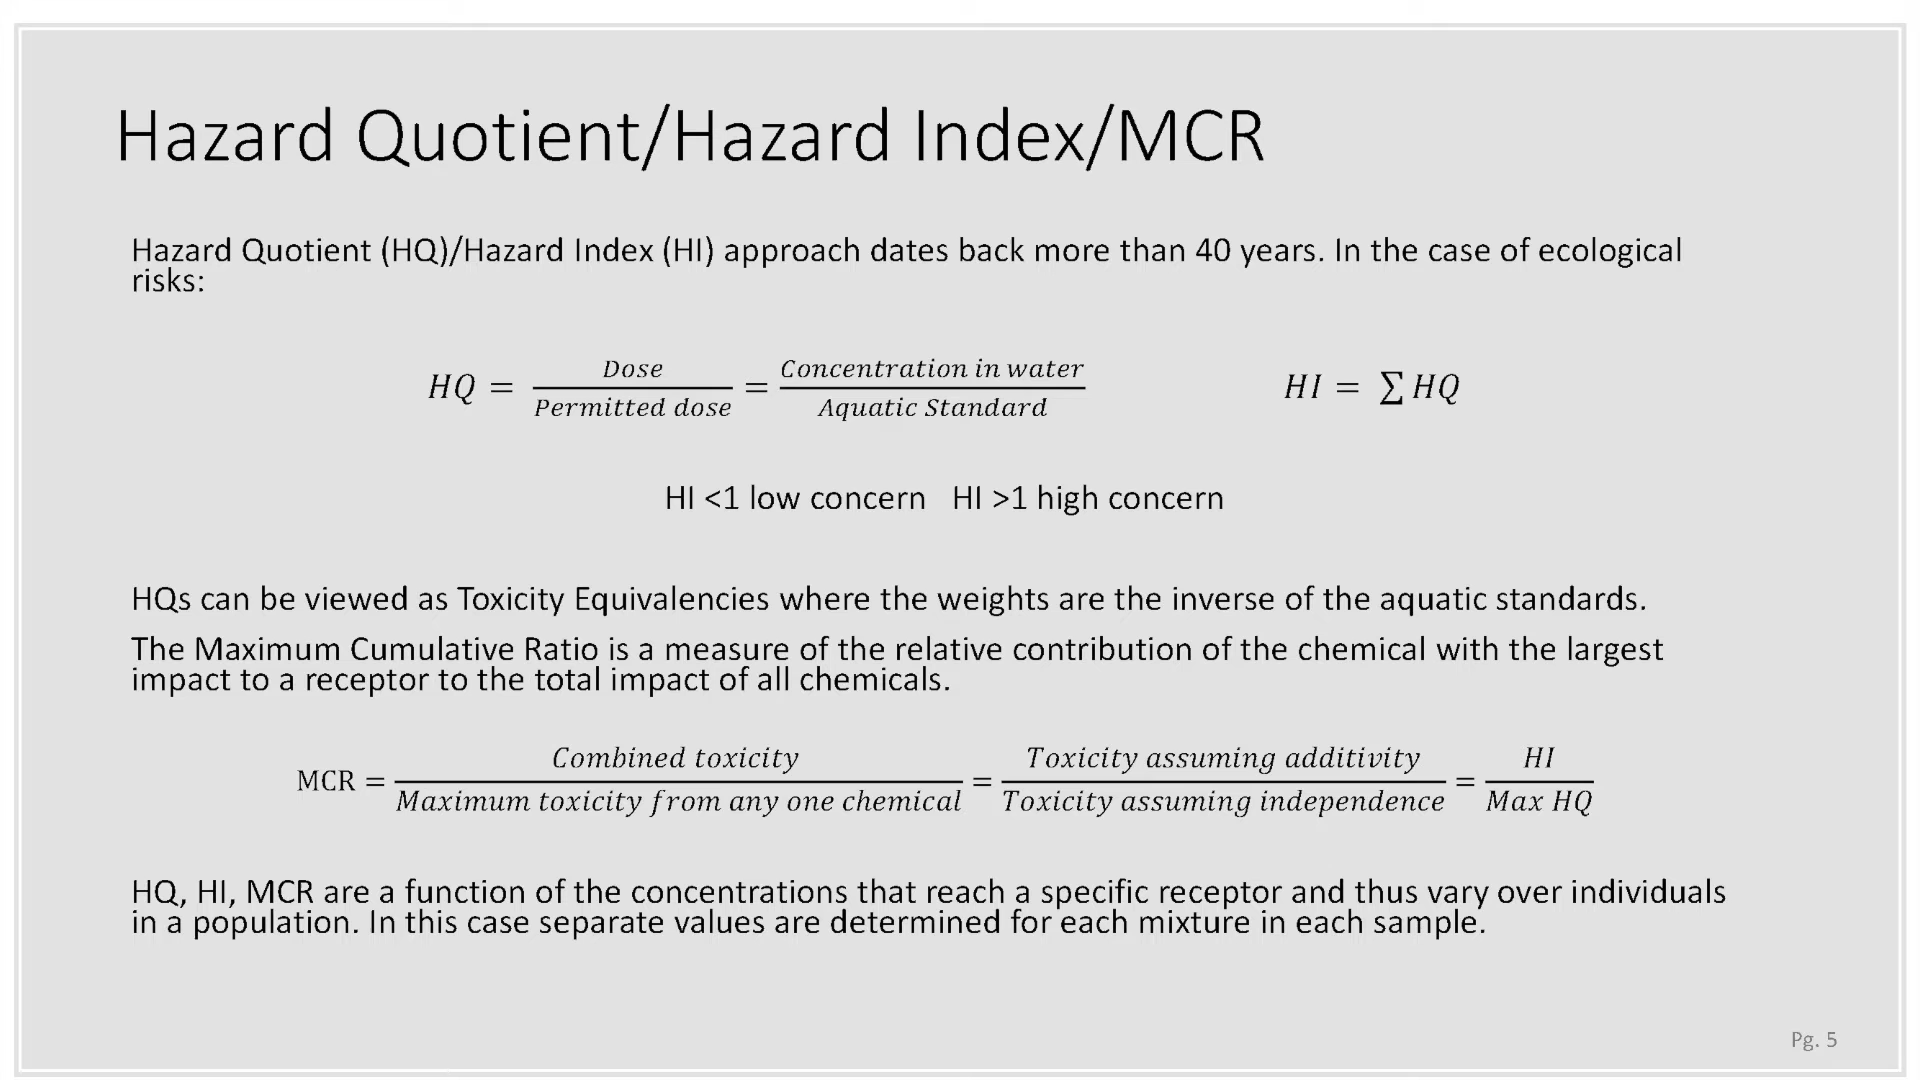 Hazard Quotient/Hazard Index/MCR
Hazard Quotient (HQ)/Hazard Index (HI) approach dates back more than 40 years. In the case of ecological
risks:
HQ = Dose / Permitted dose = Concentration in water / Aquatic Standard    HI = ∑ HQ
HI <1 low concern   HI >1 high concern
HQs can be viewed as Toxicity Equivalencies where the weights are the inverse of the aquatic standards.
The Maximum Cumulative Ratio is a measure of the relative contribution of the chemical with the largest
impact to a receptor to the total impact of all chemicals.
MCR = Combined toxicity / Maximum toxicity from any one chemical = Toxicity assuming additivity / Toxicity assuming independence = HI / Max HQ
HQ, HI, MCR are a function of the concentrations that reach a specific receptor and thus vary over individuals
in a population. In this case separate values are determined for each mixture in each sample.
Pg. 5